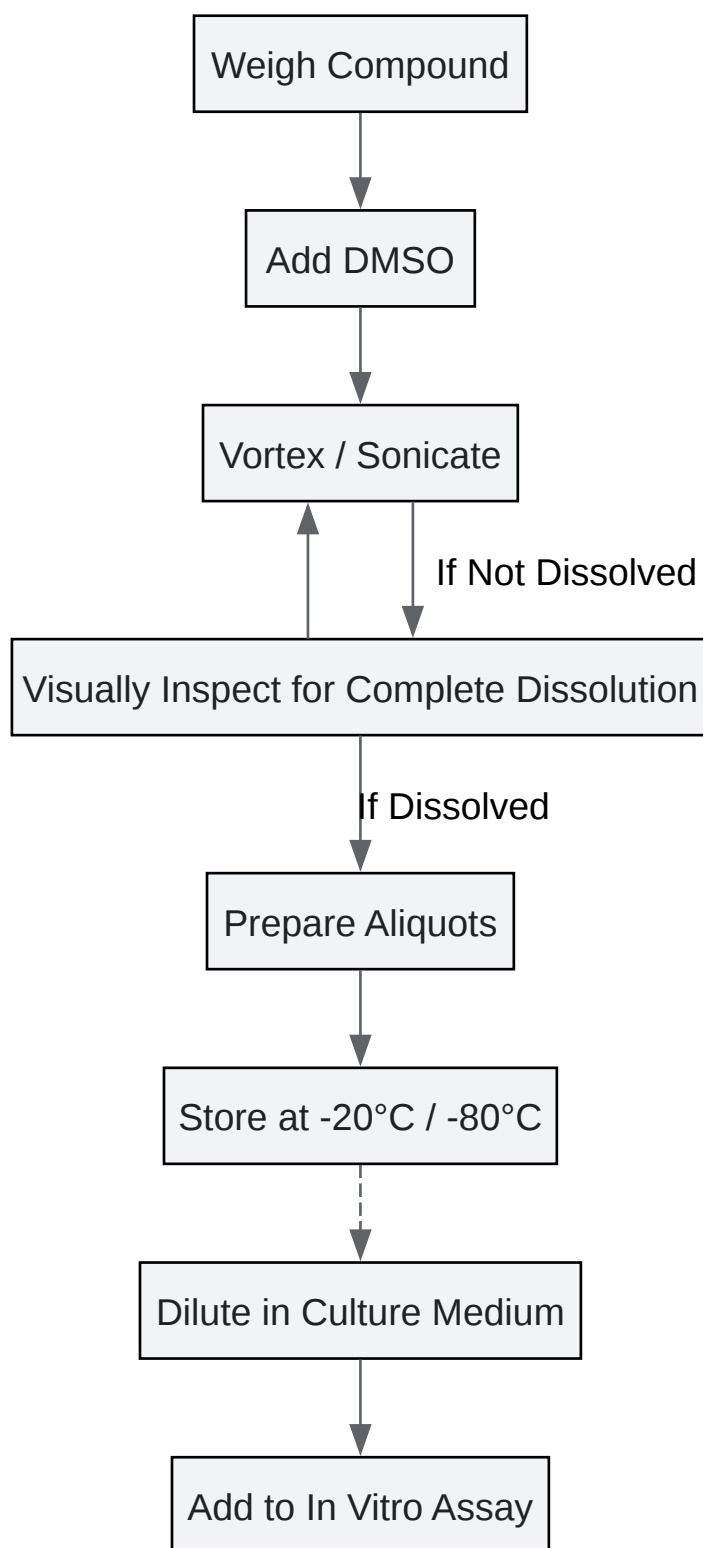 Weigh Compound
Add DMSO
Vortex / Sonicate
If Not Dissolved
Visually Inspect for Complete Dissolution
If Dissolved
Prepare Aliquots
Store at -20°C / -80°C
Dilute in Culture Medium
Add to In Vitro Assay